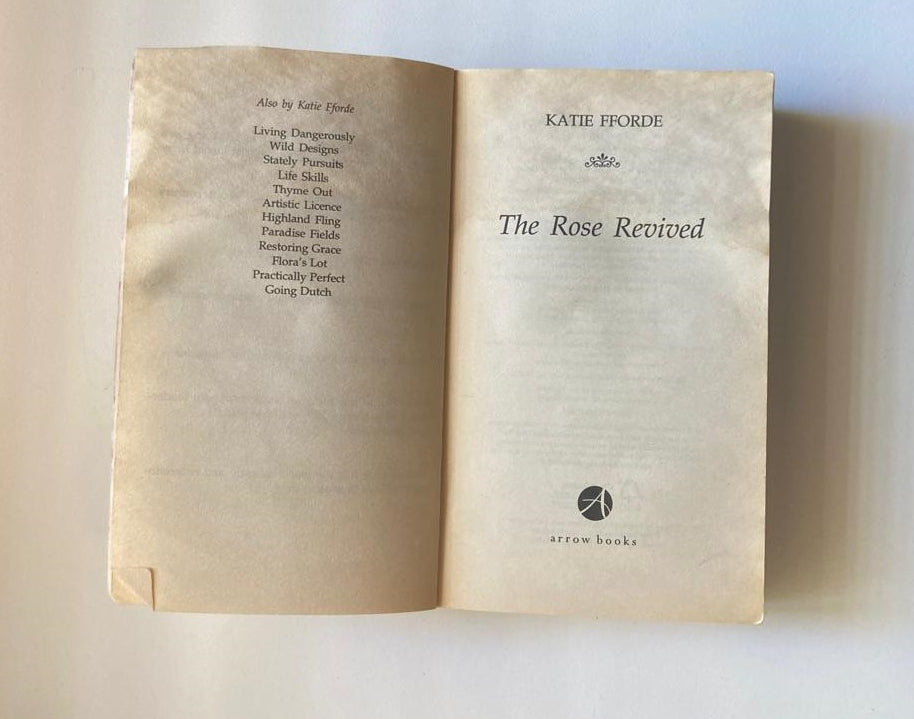 Also by Katie Fforde
Living Dangerously
Wild Designs
Stately Pursuits
Life Skills
Thyme Out
Artistic Licence
Highland Fling
Paradise Fields
Restoring Grace
Flora's Lot
Practically Perfect
Going Dutch
KATIE FFORDE
The Rose Revived
A
arrow books